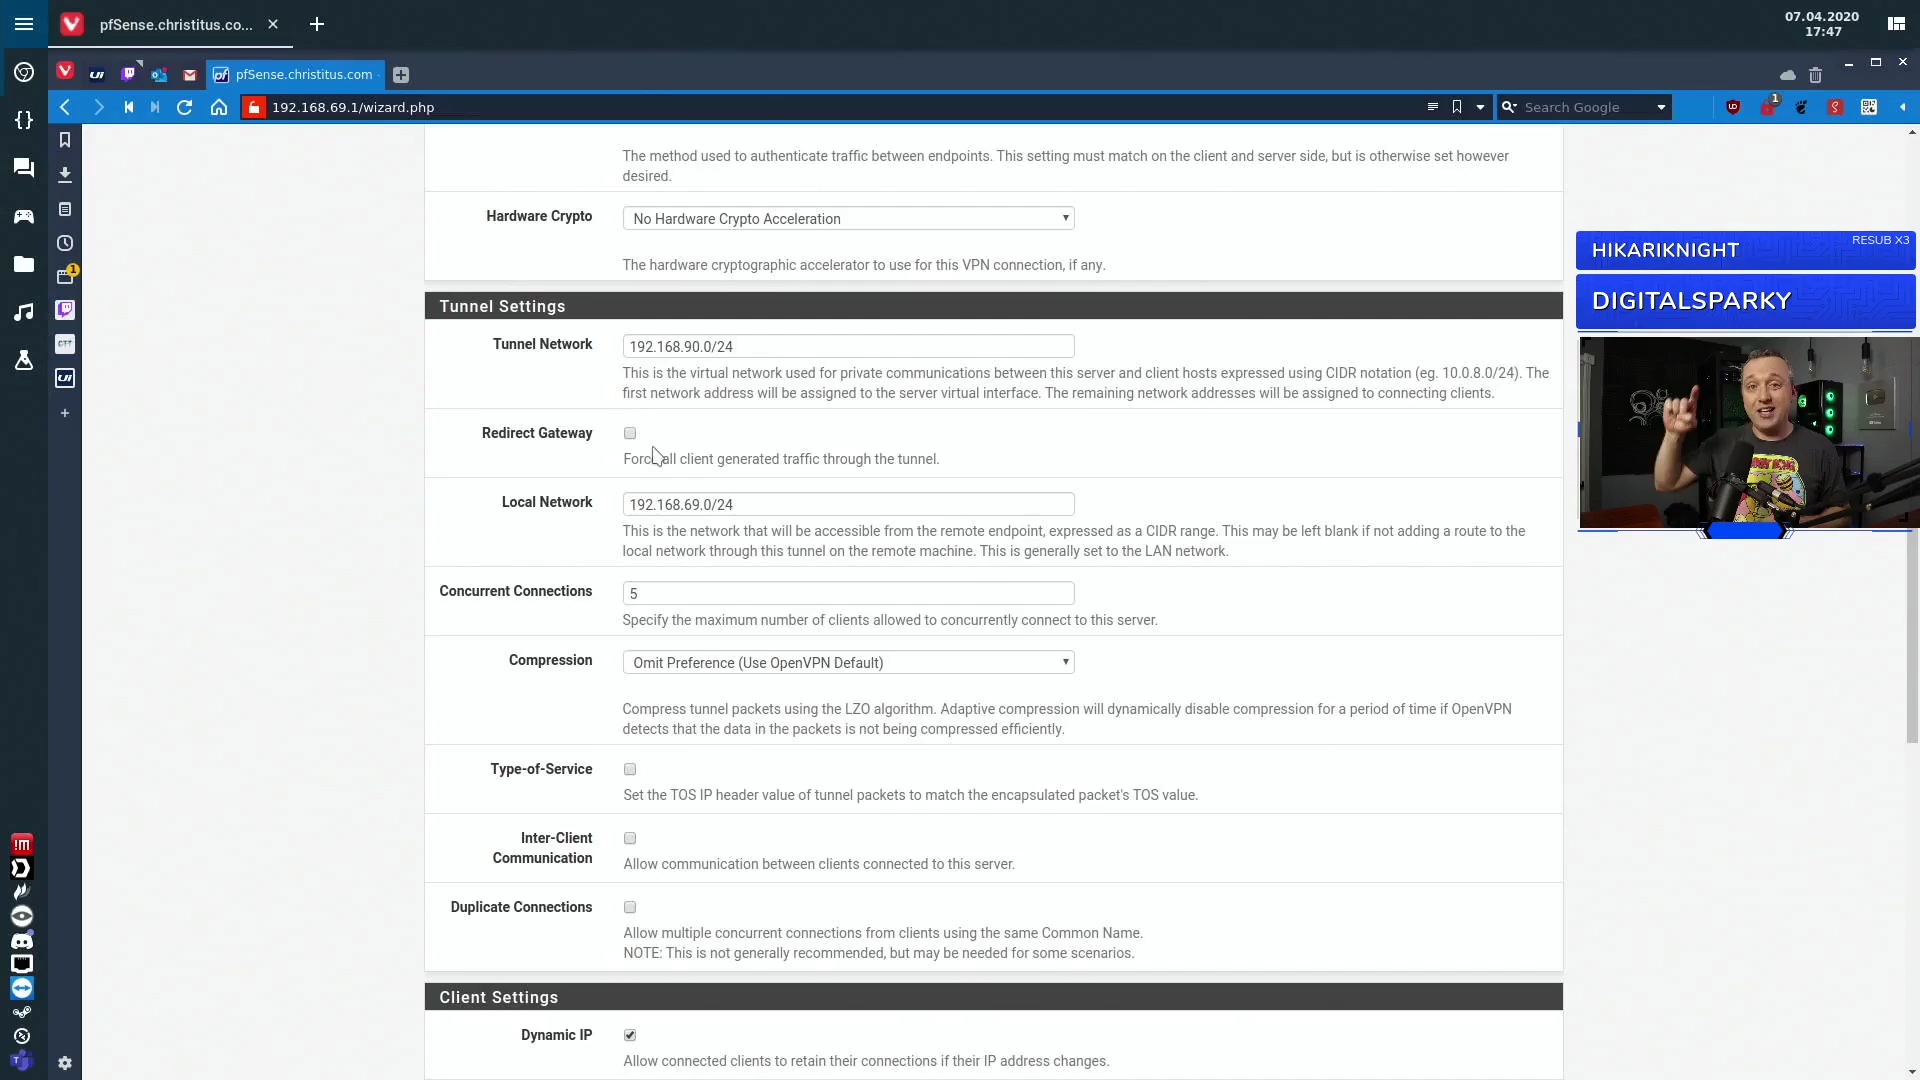 pfSense.christitus.co...
07.04.2020
17:47
pfSense.christitus.com
192.168.69.1/wizard.php
Search Google
1
The method used to authenticate traffic between endpoints. This setting must match on the client and server side, but is otherwise set however
desired.
Hardware Crypto
No Hardware Crypto Acceleration
The hardware cryptographic accelerator to use for this VPN connection, if any.
Tunnel Settings
Tunnel Network
192.168.90.0/24
This is the virtual network used for private communications between this server and client hosts expressed using CIDR notation (eg. 10.0.8.0/24). The
first network address will be assigned to the server virtual interface. The remaining network addresses will be assigned to connecting clients.
Redirect Gateway
Force all client generated traffic through the tunnel.
Local Network
192.168.69.0/24
This is the network that will be accessible from the remote endpoint, expressed as a CIDR range. This may be left blank if not adding a route to the
local network through this tunnel on the remote machine. This is generally set to the LAN network.
Concurrent Connections
5
Specify the maximum number of clients allowed to concurrently connect to this server.
Compression
Omit Preference (Use OpenVPN Default)
Compress tunnel packets using the LZO algorithm. Adaptive compression will dynamically disable compression for a period of time if OpenVPN
detects that the data in the packets is not being compressed efficiently.
Type-of-Service
Set the TOS IP header value of tunnel packets to match the encapsulated packet's TOS value.
Inter-Client
Communication
Allow communication between clients connected to this server.
Duplicate Connections
Allow multiple concurrent connections from clients using the same Common Name.
NOTE: This is not generally recommended, but may be needed for some scenarios.
Client Settings
Dynamic IP
Allow connected clients to retain their connections if their IP address changes.
HIKARIKNIGHT
RESUB X3
DIGITALSPARKY
1
CTT